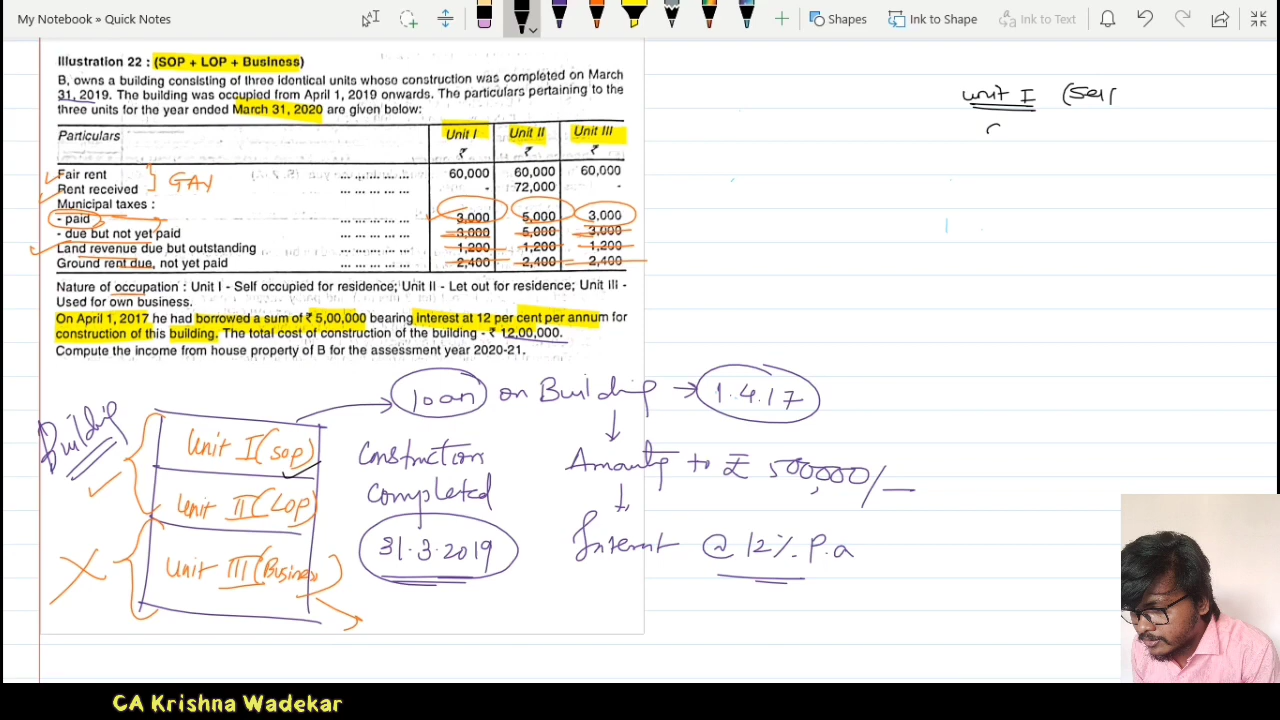 My Notebook » Quick Notes
Shapes
Ink to Shape
Ink to Text
Illustration 22 : (SOP + LOP + Business)
B, owns a building consisting of three identical units whose construction was completed on March
31, 2019. The building was occupied from April 1, 2019 onwards. The particulars pertaining to the
three units for the year ended March 31, 2020 are given below:
Particulars Unit I Unit II Unit III
₹ ₹ ₹
Fair rent ... ... ... ... ... 60,000 60,000 60,000
Rent received ... ... ... ... ... - 72,000 -
GAV
Municipal taxes :
- paid ... ... ... ... ... 3,000 5,000 3,000
- due but not yet paid ... ... ... ... ... 3,000 5,000 3,000
Land revenue due but outstanding ... ... ... ... ... 1,200 1,200 1,200
Ground rent due, not yet paid ... ... ... ... ... 2,400 2,400 2,400
Nature of occupation : Unit I - Self occupied for residence; Unit II - Let out for residence; Unit III -
Used for own business.
On April 1, 2017 he had borrowed a sum of ₹ 5,00,000 bearing Interest at 12 per cent per annum for
construction of this building. The total cost of construction of the building - ₹ 12,00,000.
Compute the income from house property of B for the assessment year 2020-21.
Building
Unit I (SOP)
Unit II (LOP)
Unit III (Business)
loan on Building → 1.4.17
Construction
completed
31.3.2019
Amounts to ₹ 500,000/-
Interest @ 12%. P.a
unit I (Self
CA Krishna Wadekar